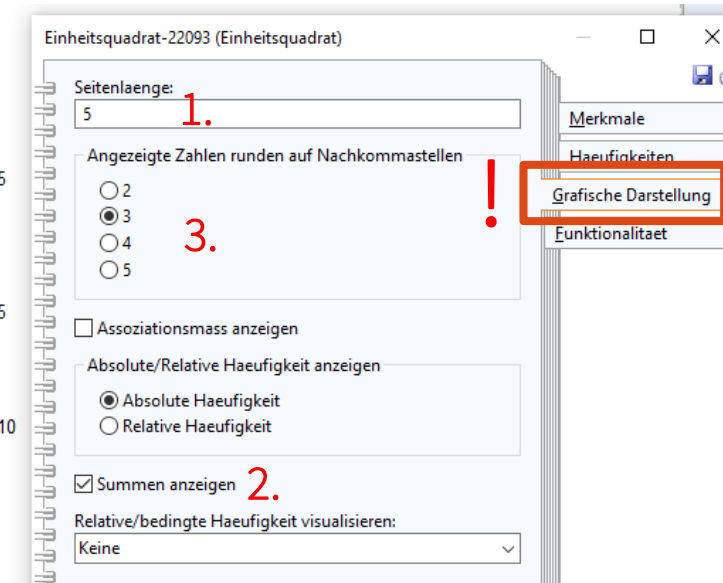 Einheitsquadrat-22093 (Einheitsquadrat)
Seitenlaenge:
5
1.
Merkmale
Angezeigte Zahlen runden auf Nachkommastellen
!
Haeufigkeiten
5
2
Grafische Darstellung
3
3.
Funktionalitaet
4
5
5
Assoziationsmass anzeigen
Absolute/Relative Haeufigkeit anzeigen
Absolute Haeufigkeit
10
Relative Haeufigkeit
Summen anzeigen
2.
Relative/bedingte Haeufigkeit visualisieren:
Keine